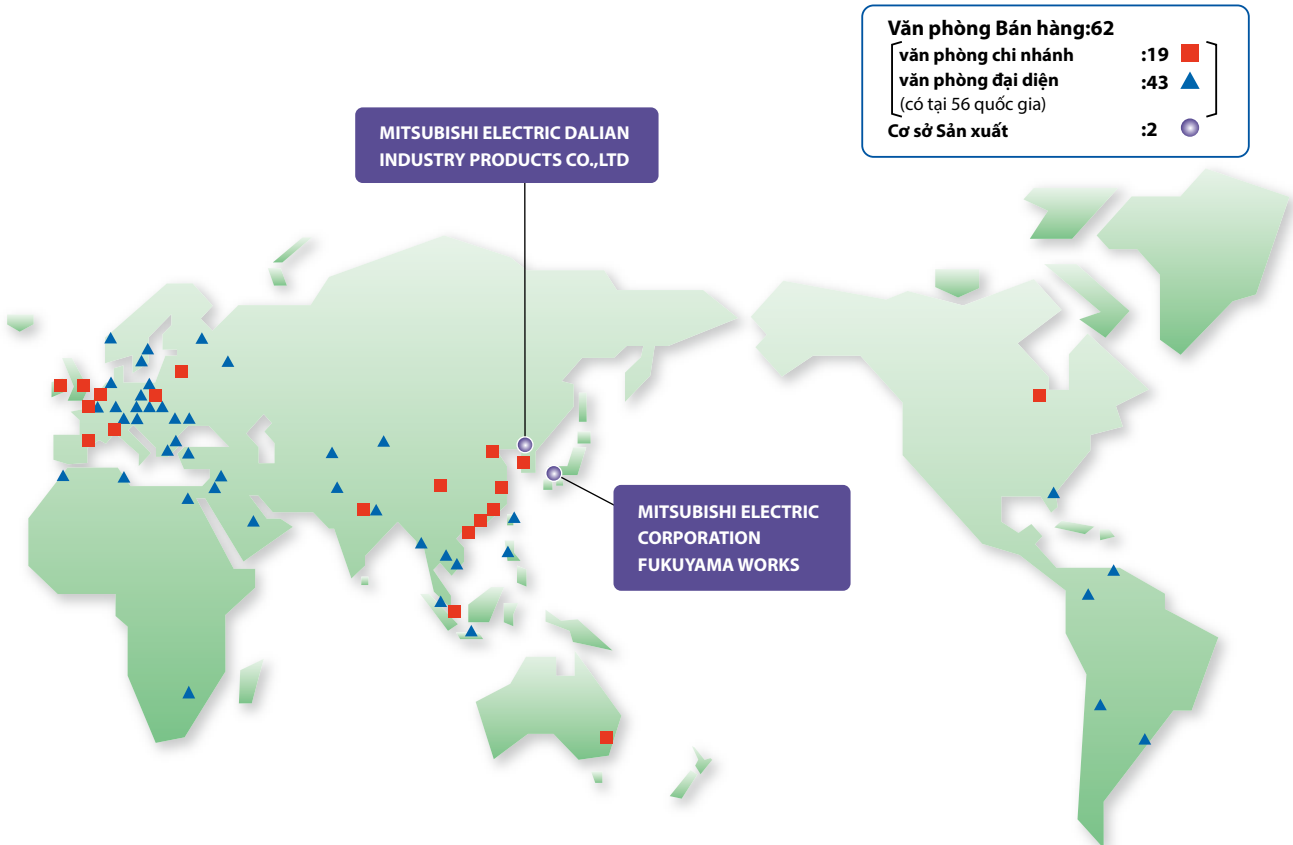 Văn phòng Bán hàng:62
văn phòng chi nhánh :19
văn phòng đại diện :43
(có tại 56 quốc gia)
Cơ sở Sản xuất :2
MITSUBISHI ELECTRIC DALIAN
INDUSTRY PRODUCTS CO.,LTD
MITSUBISHI ELECTRIC
CORPORATION
FUKUYAMA WORKS